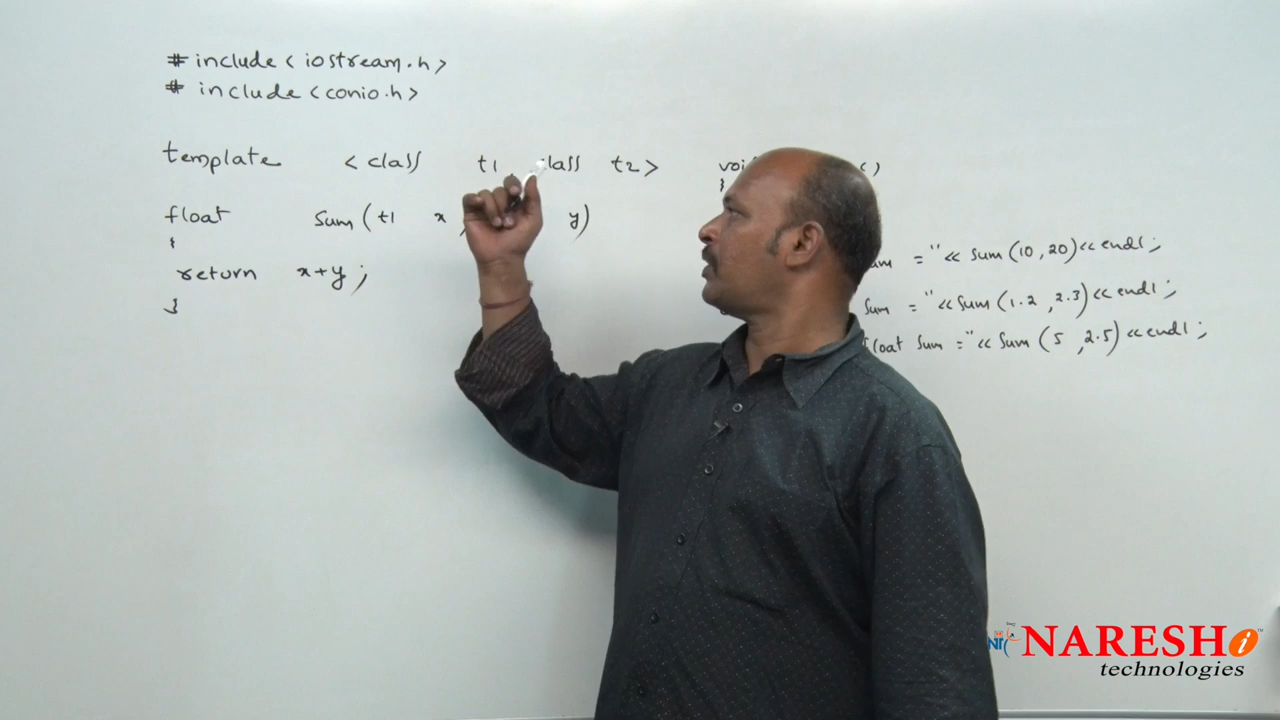 # include < iostream.h >
# include < conio.h >
template < class t1 class t2 >
float sum ( t1 x , y )
{
return x+y ;
}
( )
{
= " << sum (10 , 20) << endl ;
sum = " << sum ( 1.2 , 2.3 ) << endl ;
float sum = " << sum ( 5 , 2.5 ) << endl ;
NARESH i
technologies